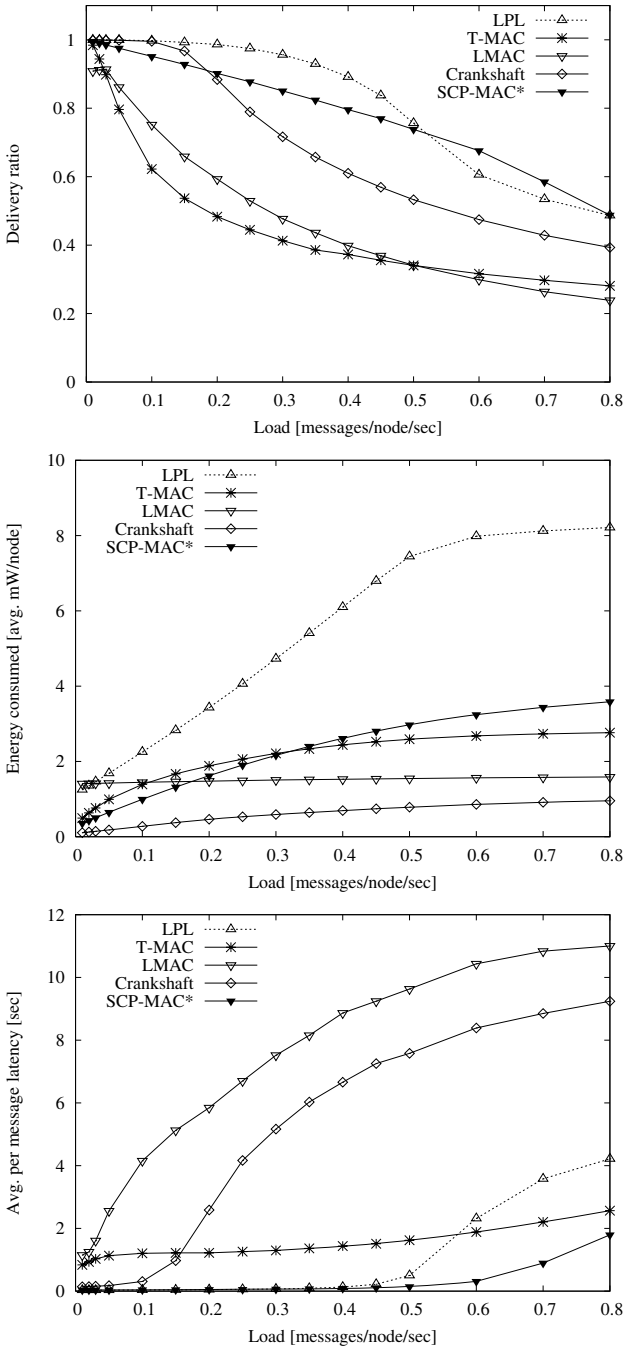 LPL
T-MAC
LMAC
Crankshaft
SCP-MAC*
1
0.8
0.6
0.4
0.2
0
Delivery ratio
0 0.1 0.2 0.3 0.4 0.5 0.6 0.7 0.8
Load [messages/node/sec]
LPL
T-MAC
LMAC
Crankshaft
SCP-MAC*
10
8
6
4
2
0
Energy consumed [avg. mW/node]
0 0.1 0.2 0.3 0.4 0.5 0.6 0.7 0.8
Load [messages/node/sec]
LPL
T-MAC
LMAC
Crankshaft
SCP-MAC*
12
10
8
6
4
2
0
Avg. per message latency [sec]
0 0.1 0.2 0.3 0.4 0.5 0.6 0.7 0.8
Load [messages/node/sec]